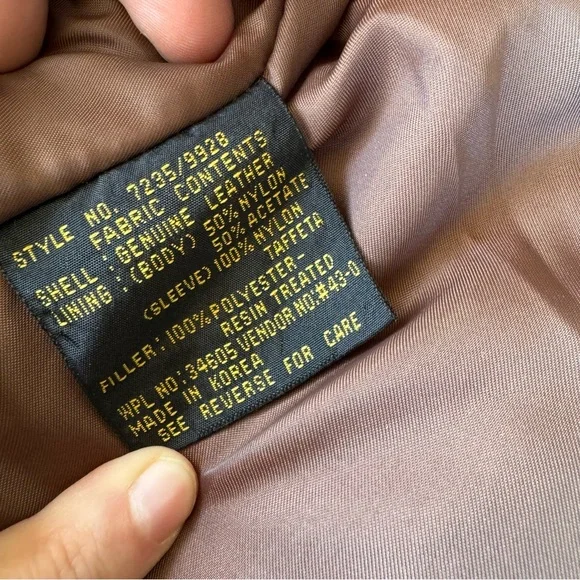 STYLE NO. 7235/9928
FABRIC CONTENTS
SHELL : GENUINE LEATHER
LINING : (BODY) 50% NYLON
50% ACETATE
(SLEEVE) 100% NYLON
TAFFETA
FILLER : 100% POLYESTER-
RESIN TREATED
WPL NO : 34605 VENDOR NO.#43-0
MADE IN KOREA
SEE REVERSE FOR CARE